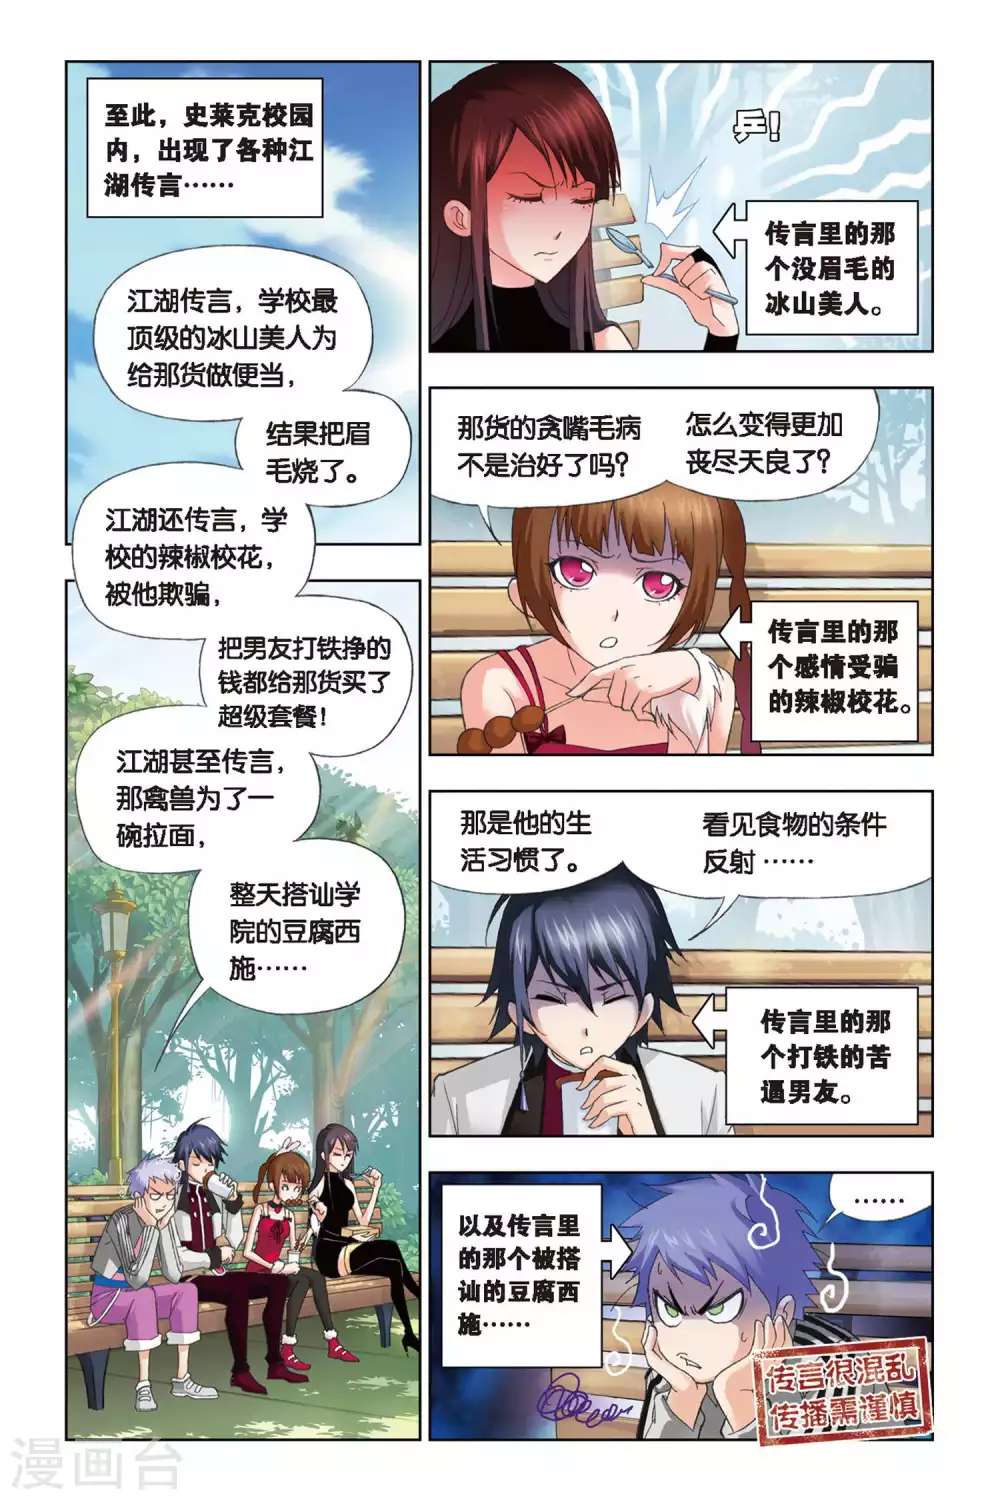 至此，史莱克校园
内，出现了各种江
湖传言……
江湖传言，学校最
顶级的冰山美人为
给那货做便当，
结果把眉
毛烧了。
江湖还传言，学
校的辣椒校花，
被他欺骗，
把男友打铁挣的
钱都给那货买了
超级套餐！
江湖甚至传言，
那禽兽为了一
碗拉面，
整天搭讪学
院的豆腐西
施……
乒！
传言里的那
个没眉毛的
冰山美人。
那货的贪嘴毛病
不是治好了吗？
怎么变得更加
丧尽天良了？
传言里的那
个感情受骗
的辣椒校花。
那是他的生
活习惯了。
看见食物的条件
反射……
传言里的那
个打铁的苦
逼男友。
以及传言里
的那个被搭
讪的豆腐西
施……
……
传言很混乱
传播需谨慎
漫画台